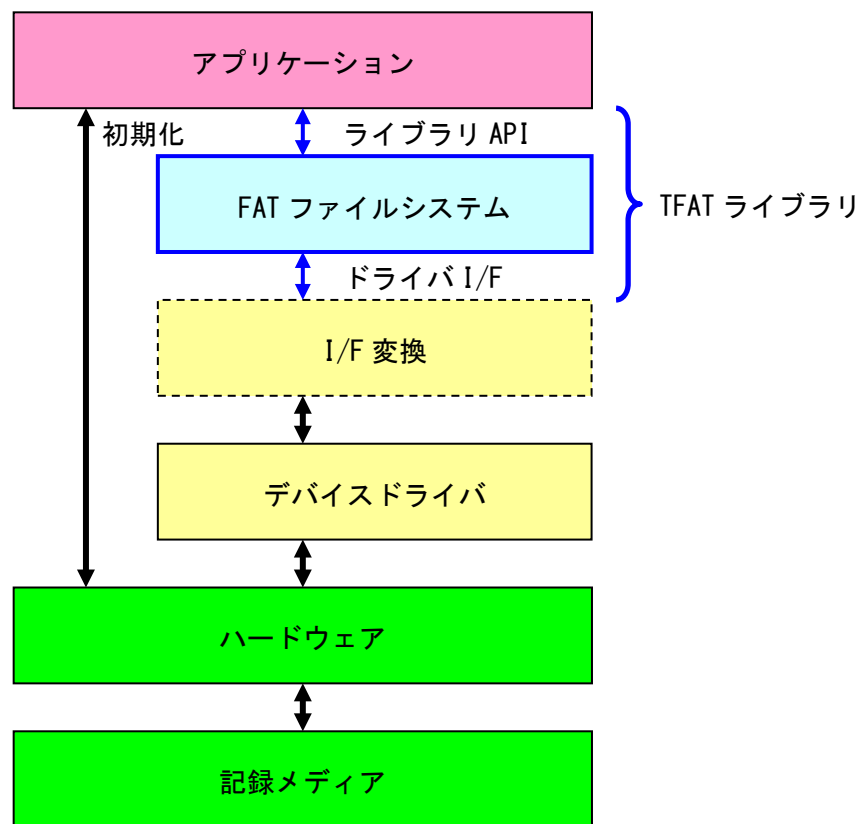 アプリケーション
初期化
ライブラリ API
FAT ファイルシステム
TFAT ライブラリ
ドライバ I/F
I/F 変換
デバイスドライバ
ハードウェア
記録メディア